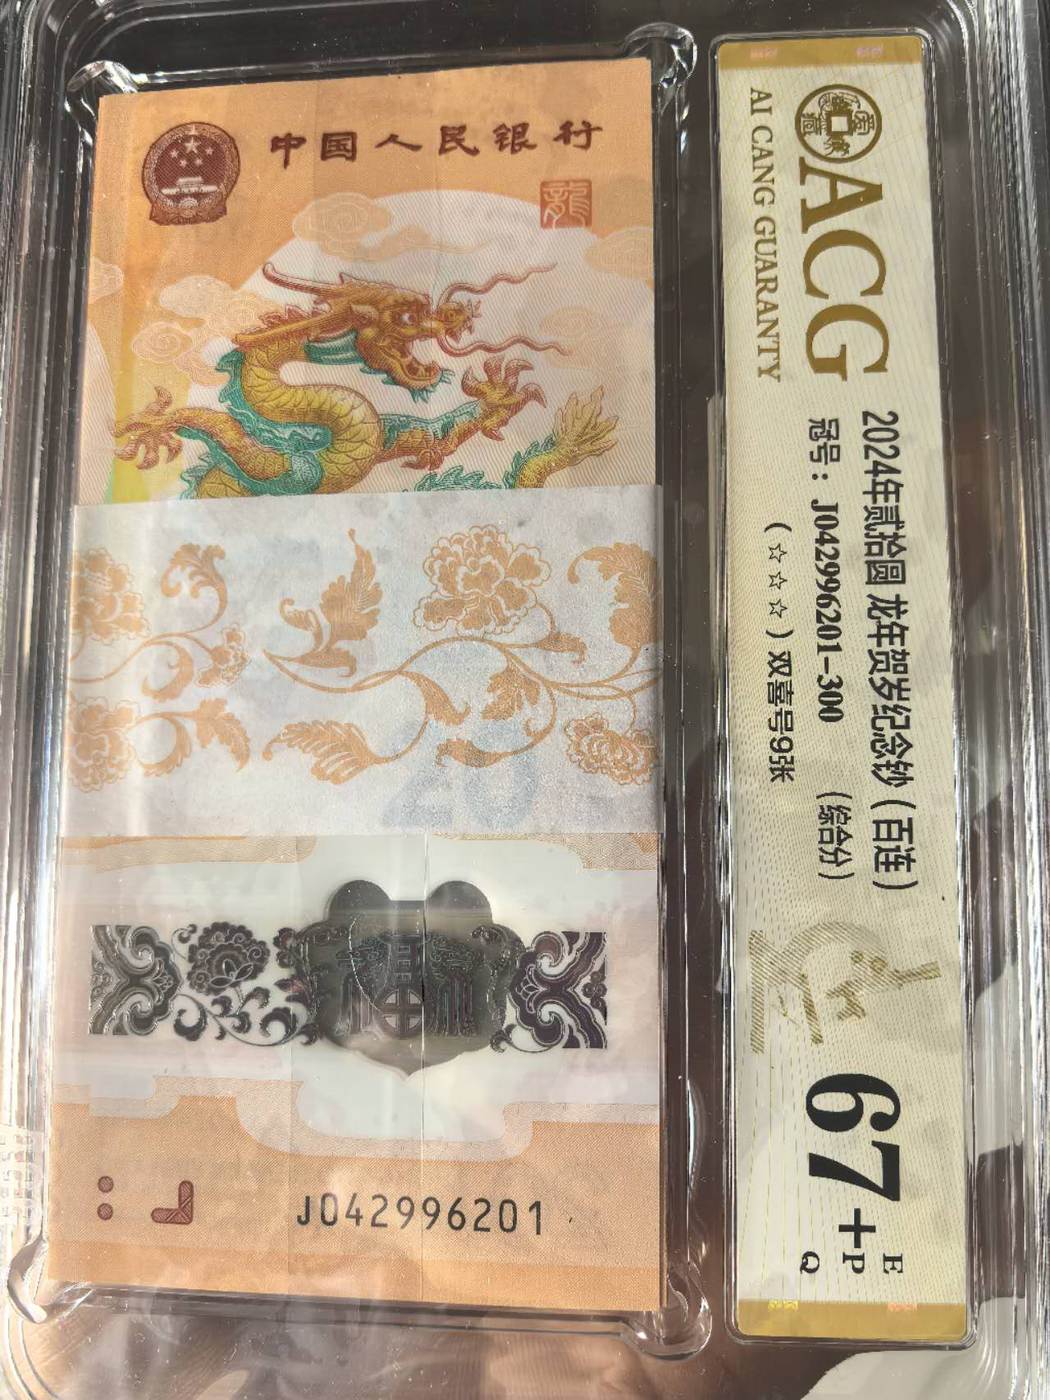 中国人民银行
龍
20
J042996201
ACG
AI CANG GUARANTY
2024年贰拾圆 龙年贺岁纪念钞（百连）
冠号：J042996201-300 （综合分）
（☆☆☆）双喜号9张
67+
E
P
Q